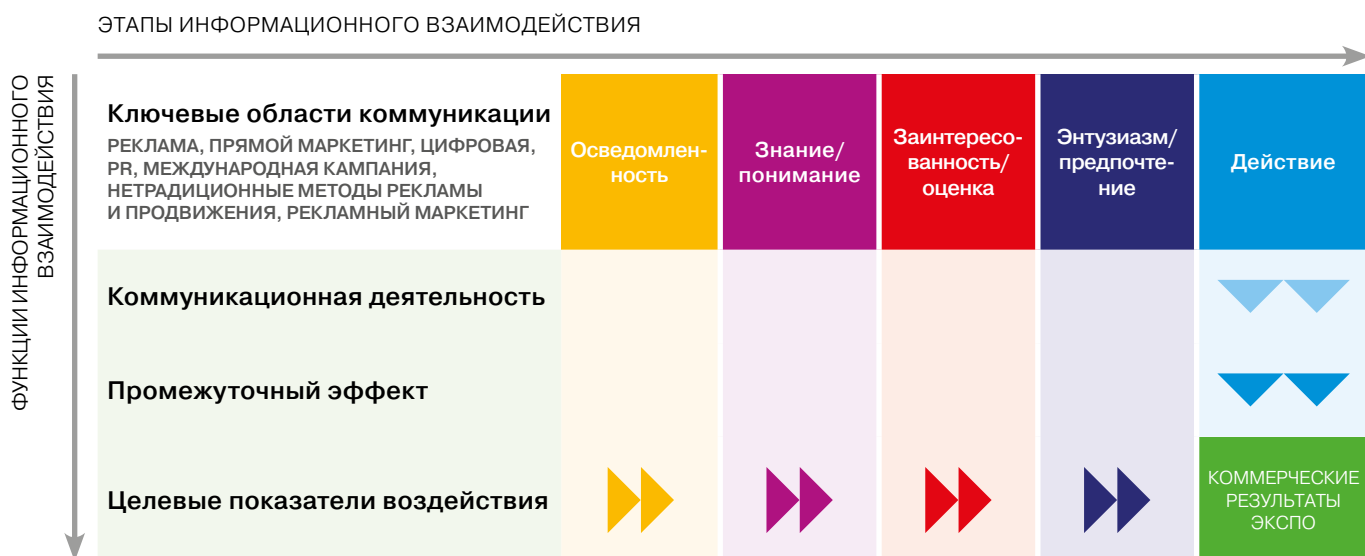 ЭТАПЫ ИНФОРМАЦИОННОГО ВЗАИМОДЕЙСТВИЯ
ФУНКЦИИ ИНФОРМАЦИОННОГО
ВЗАИМОДЕЙСТВИЯ
Ключевые области коммуникации
РЕКЛАМА, ПРЯМОЙ МАРКЕТИНГ, ЦИФРОВАЯ,
PR, МЕЖДУНАРОДНАЯ КАМПАНИЯ,
НЕТРАДИЦИОННЫЕ МЕТОДЫ РЕКЛАМЫ
И ПРОДВИЖЕНИЯ, РЕКЛАМНЫЙ МАРКЕТИНГ
Осведомлен-
ность
Знание/
понимание
Заинтересо-
ванность/
оценка
Энтузиазм/
предпочте-
ние
Действие
Коммуникационная деятельность
Промежуточный эффект
Целевые показатели воздействия
КОММЕРЧЕСКИЕ
РЕЗУЛЬТАТЫ
ЭКСПО